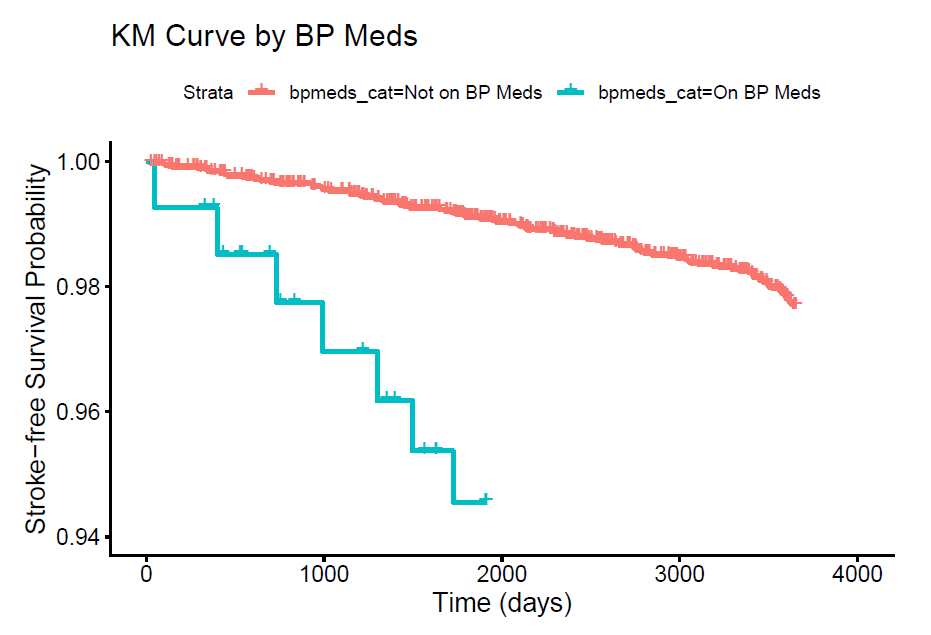 KM Curve by BP Meds
Strata bpmeds_cat=Not on BP Meds bpmeds_cat=On BP Meds
Stroke−free Survival Probability
1.00
0.98
0.96
0.94
0 1000 2000 3000 4000
Time (days)